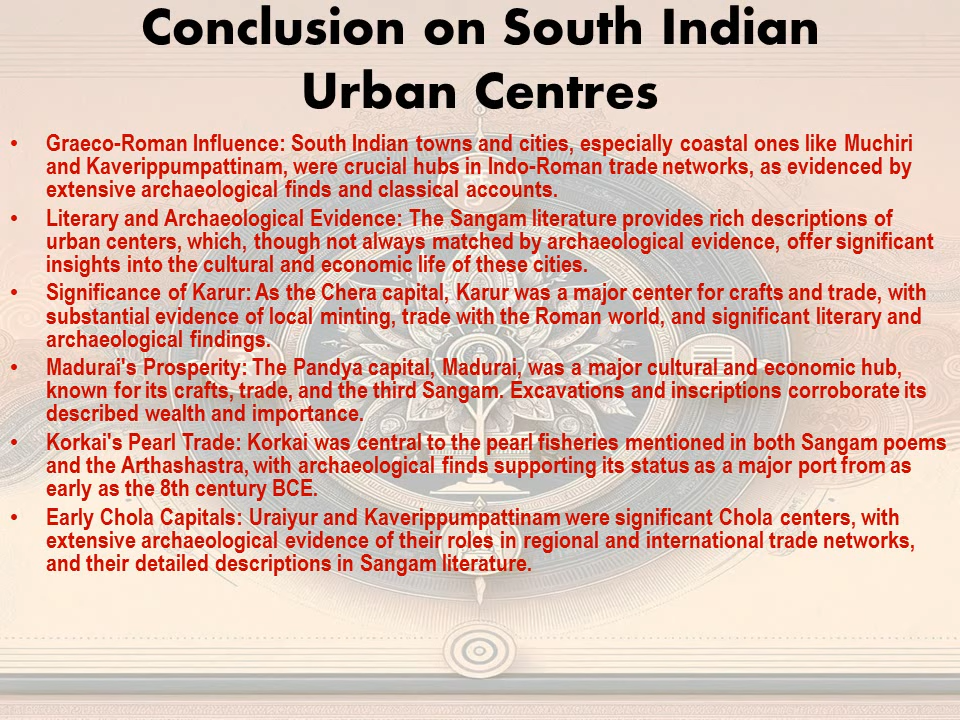 Conclusion on South Indian
Urban Centres
• Graeco-Roman Influence: South Indian towns and cities, especially coastal ones like Muchiri
and Kaverippumpattinam, were crucial hubs in Indo-Roman trade networks, as evidenced by
extensive archaeological finds and classical accounts.
• Literary and Archaeological Evidence: The Sangam literature provides rich descriptions of
urban centers, which, though not always matched by archaeological evidence, offer significant
insights into the cultural and economic life of these cities.
• Significance of Karur: As the Chera capital, Karur was a major center for crafts and trade, with
substantial evidence of local minting, trade with the Roman world, and significant literary and
archaeological findings.
• Madurai's Prosperity: The Pandya capital, Madurai, was a major cultural and economic hub,
known for its crafts, trade, and the third Sangam. Excavations and inscriptions corroborate its
described wealth and importance.
• Korkai's Pearl Trade: Korkai was central to the pearl fisheries mentioned in both Sangam poems
and the Arthashastra, with archaeological finds supporting its status as a major port from as
early as the 8th century BCE.
• Early Chola Capitals: Uraiyur and Kaverippumpattinam were significant Chola centers, with
extensive archaeological evidence of their roles in regional and international trade networks,
and their detailed descriptions in Sangam literature.